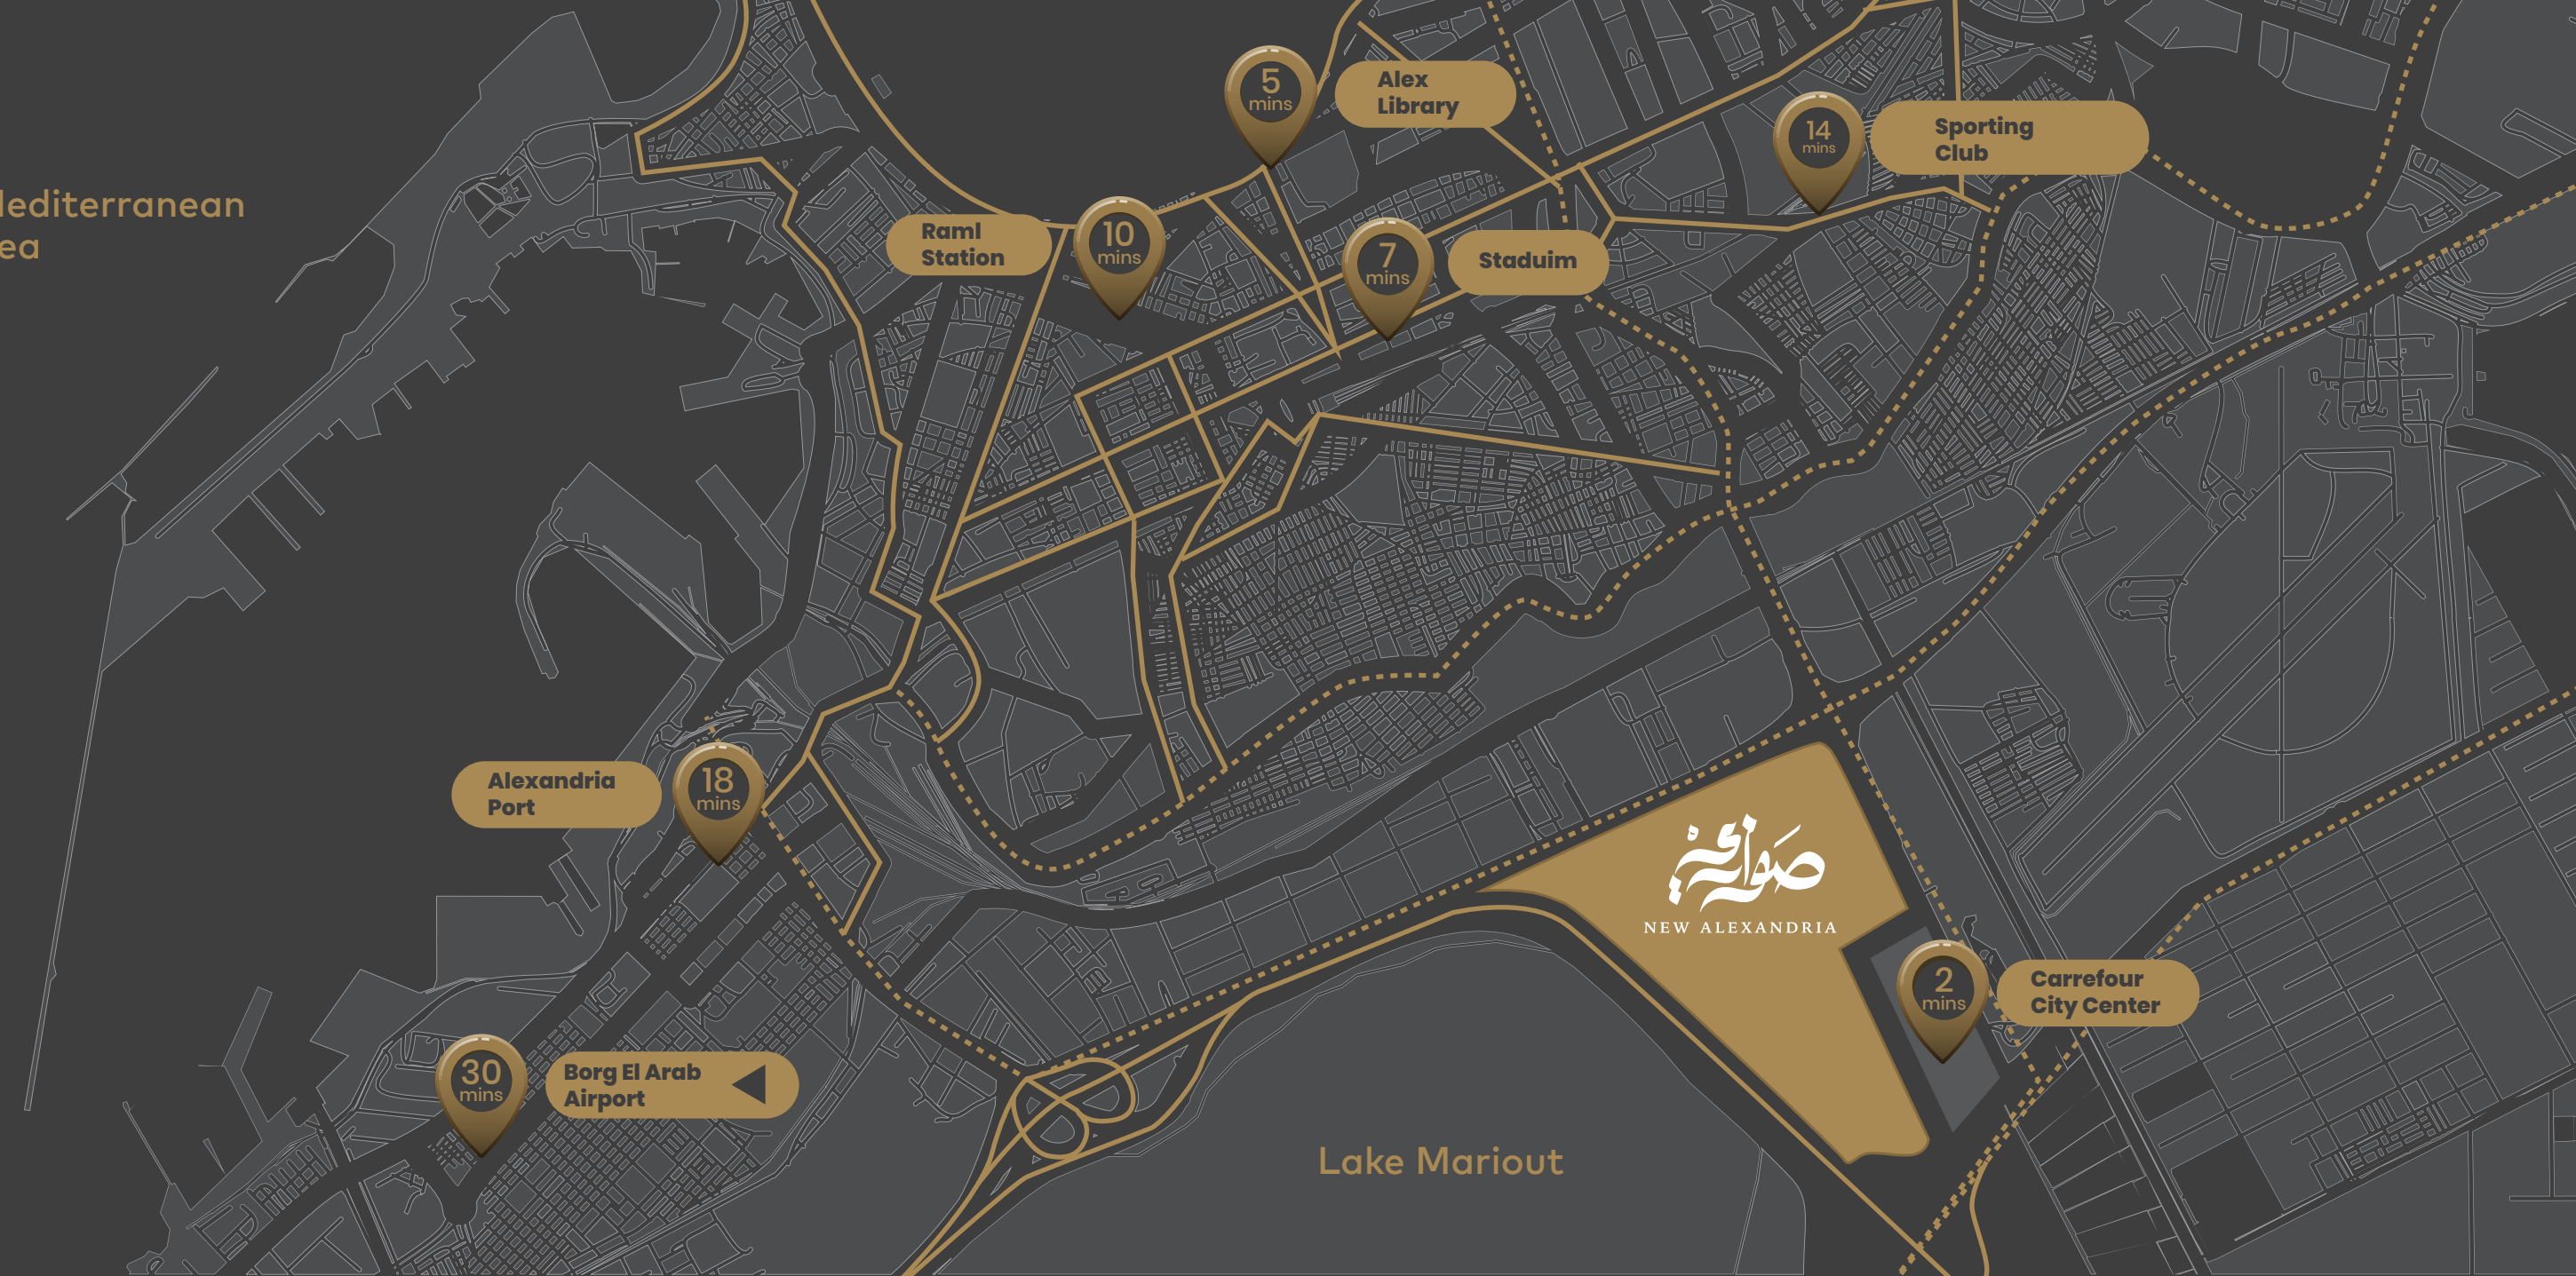 5
mins
Alex
Library
14
mins
Sporting
Club
lediterranean
ea
Raml
Station
10
mins
7
mins
Staduim
Alexandria
Port
18
mins
صواري
NEW ALEXANDRIA
2
mins
Carrefour
City Center
30
mins
Borg El Arab
Airport
Lake Mariout